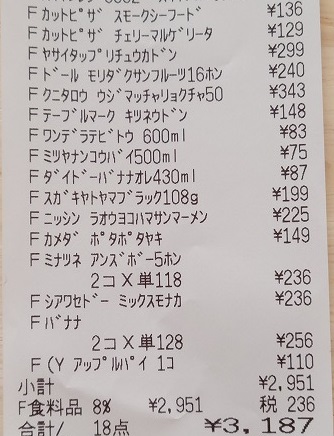 Fカットピザ スモークシーフード ¥136
Fカットピザ チェリーマルゲリータ ¥129
Fヤサイタップリチュウカドン ¥299
Fドール モリダクサンフルーツ16ホン ¥240
Fクニタロウ ウジマッチャリョクチャ50 ¥343
Fテーブルマーク キツネウドン ¥148
Fワンデラテビトウ 600ml ¥83
Fミツヤナンコウバイ500ml ¥75
Fダイドーバナナオレ430ml ¥87
Fスガキヤトヤマブラック108g ¥199
Fニッシン ラオウヨコハマサンマーメン ¥225
Fカメダ ポタポタヤキ ¥149
Fミナツネ アンズボー5ホン
2コ X 単118 ¥236
Fシアワセドー ミックスモナカ ¥236
Fバナナ
2コ X 単128 ¥256
F(Y アップルパイ 1コ ¥110
小計 ¥2,951
F食料品 8% ¥2,951 税 236
合計/ 18点 ¥3,187